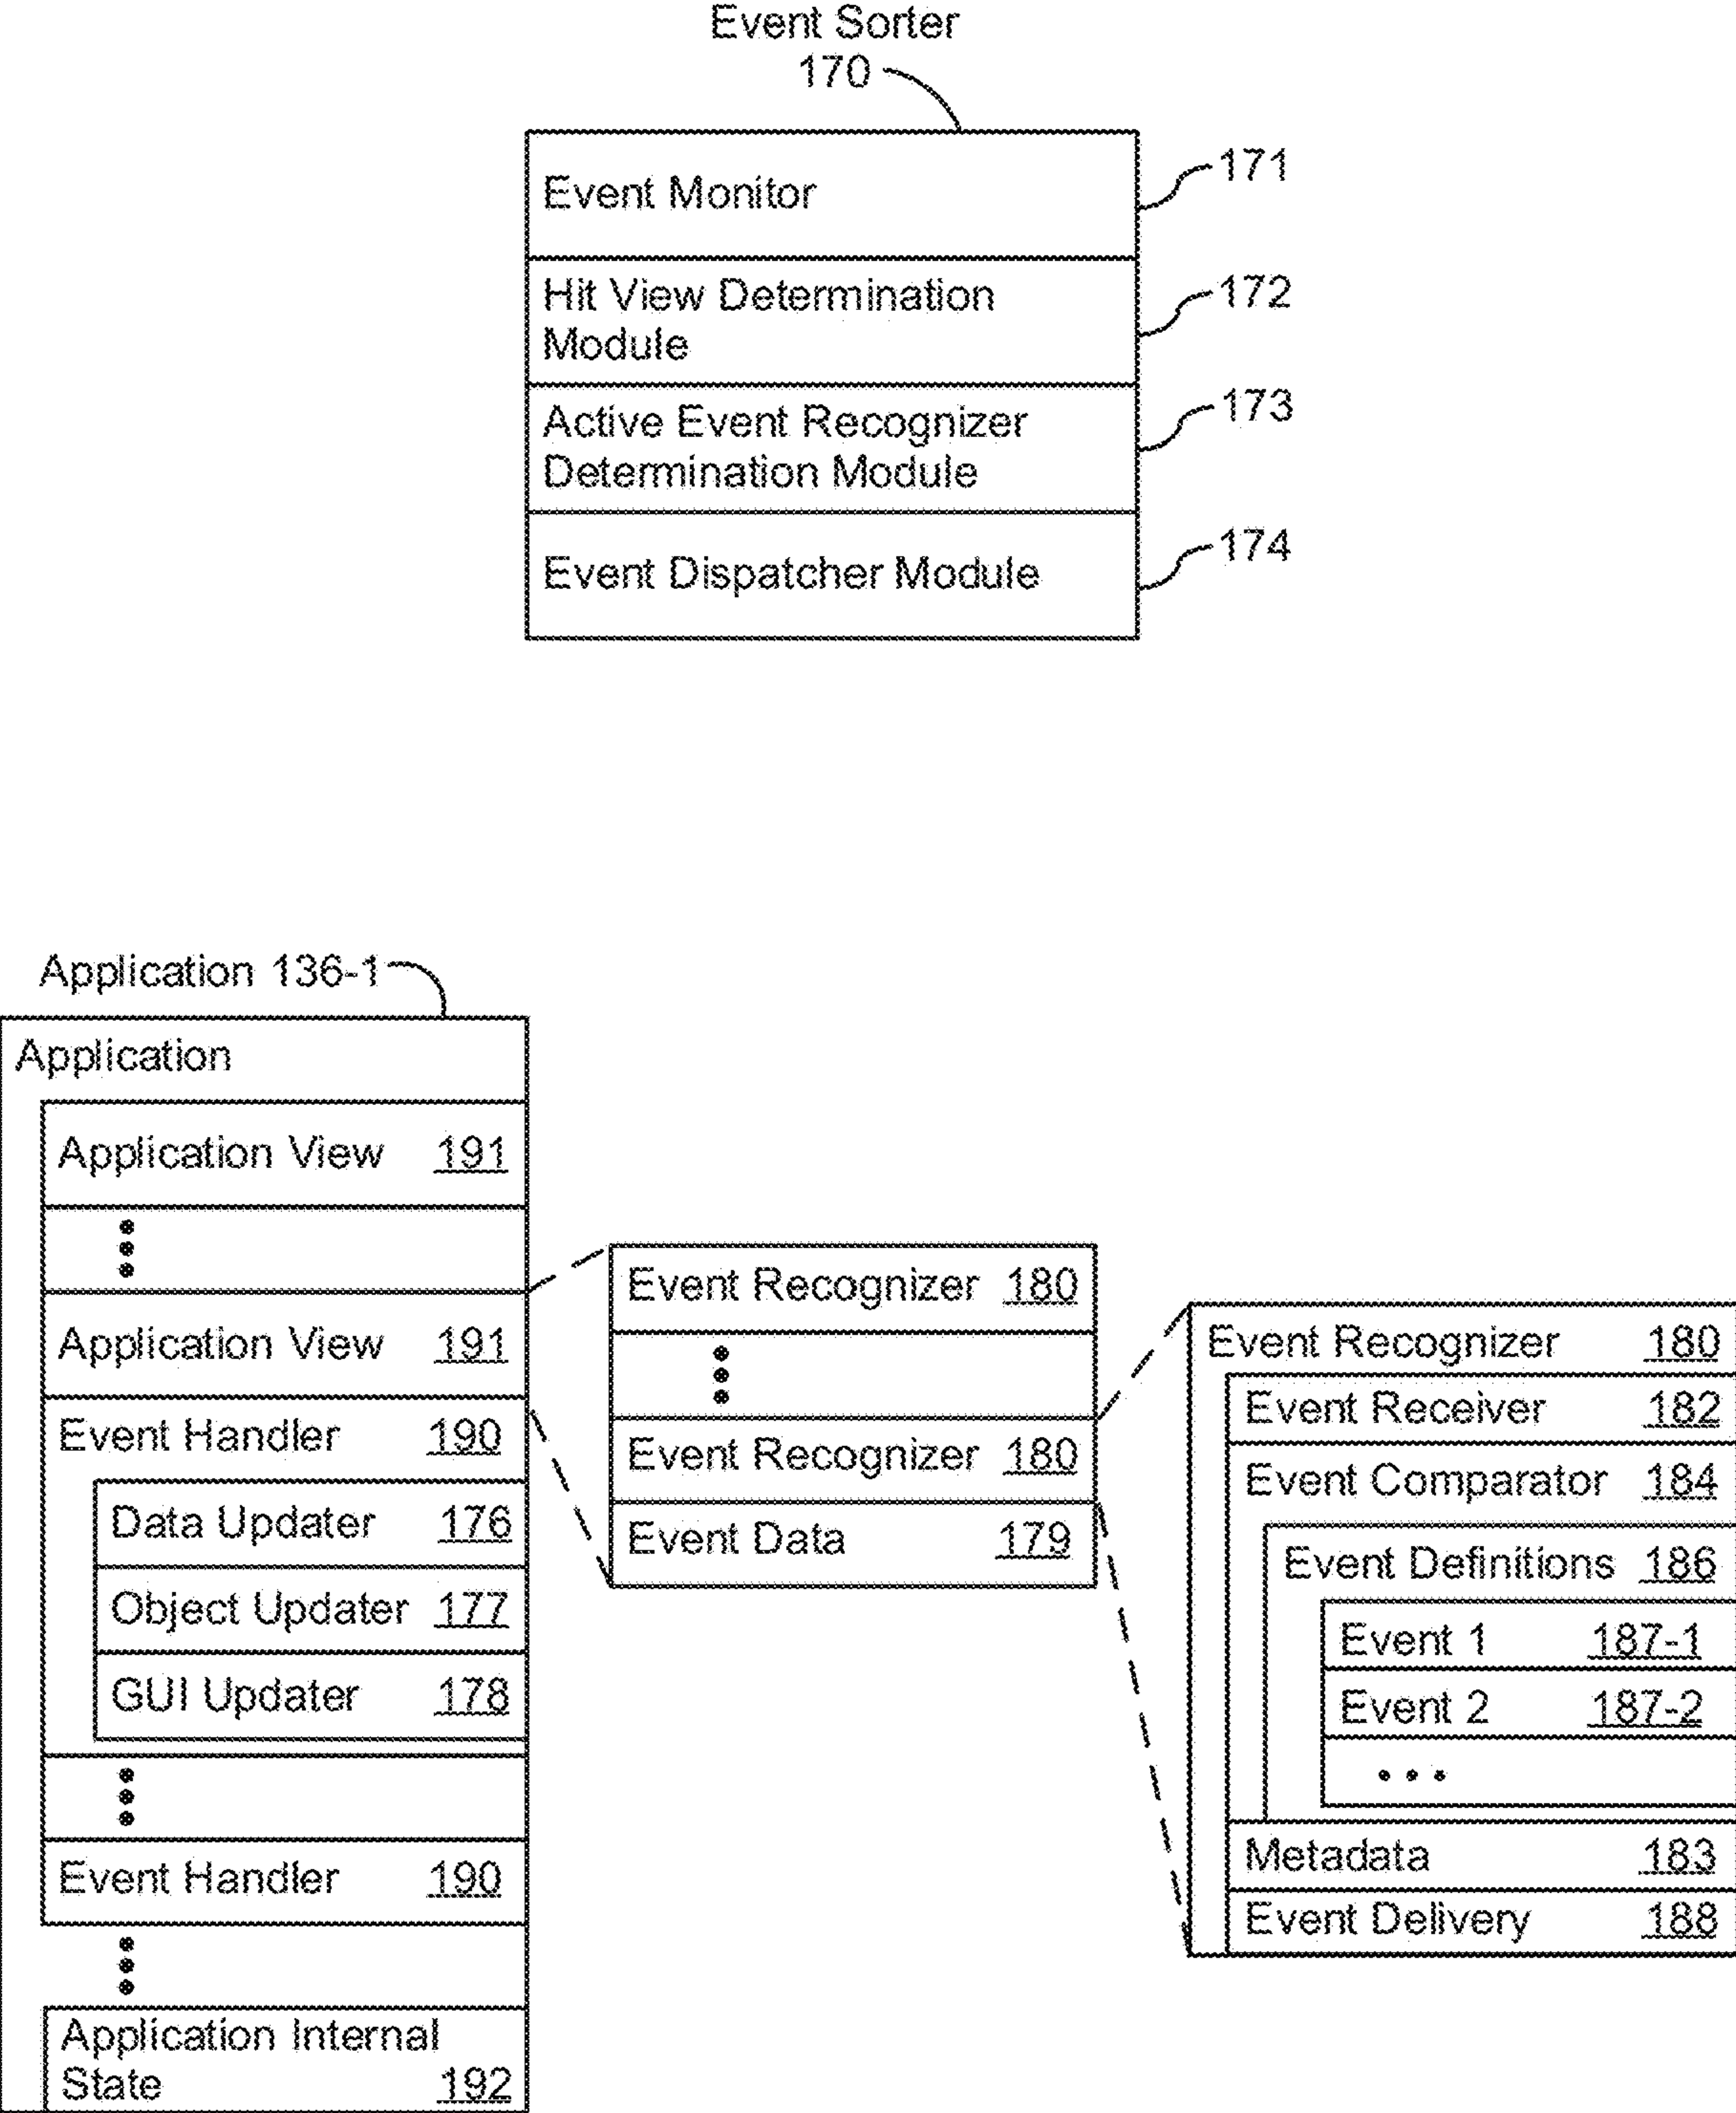 Event Sorter
170
Event Monitor
171
Hit View Determination
Module
172
Active Event Recognizer
Determination Module
173
Event Dispatcher Module
174
Application 136-1
Application
Application View 191
Application View 191
Event Handler 190
Data Updater 176
Object Updater 177
GUI Updater 178
Event Handler 190
Application Internal
State 192
Event Recognizer 180
Event Recognizer 180
Event Data 179
Event Recognizer 180
Event Receiver 182
Event Comparator 184
Event Definitions 186
Event 1 187-1
Event 2 187-2
Metadata 183
Event Delivery 188